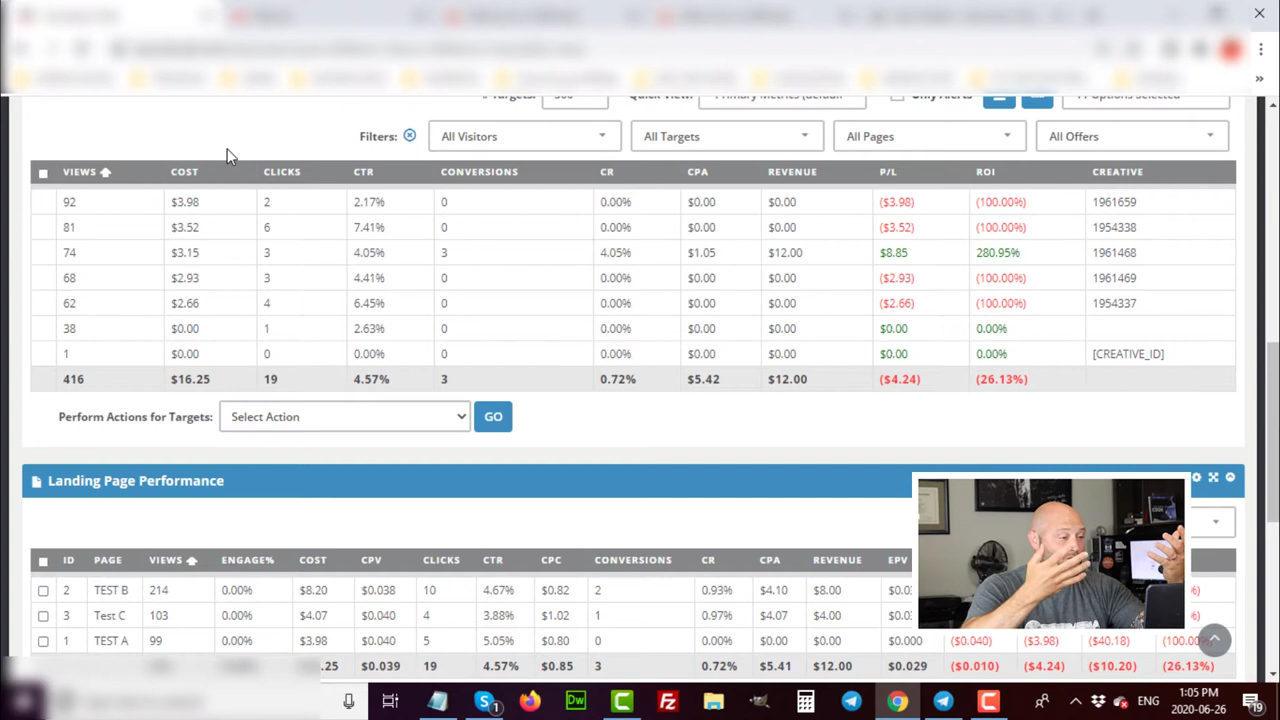 Filters: All Visitors All Targets All Pages All Offers
VIEWS COST CLICKS CTR CONVERSIONS CR CPA REVENUE P/L ROI CREATIVE
92 $3.98 2 2.17% 0 0.00% $0.00 $0.00 ($3.98) (100.00%) 1961659
81 $3.52 6 7.41% 0 0.00% $0.00 $0.00 ($3.52) (100.00%) 1954338
74 $3.15 3 4.05% 3 4.05% $1.05 $12.00 $8.85 280.95% 1961468
68 $2.93 3 4.41% 0 0.00% $0.00 $0.00 ($2.93) (100.00%) 1961469
62 $2.66 4 6.45% 0 0.00% $0.00 $0.00 ($2.66) (100.00%) 1954337
38 $0.00 1 2.63% 0 0.00% $0.00 $0.00 $0.00 0.00%
1 $0.00 0 0.00% 0 0.00% $0.00 $0.00 $0.00 0.00% [CREATIVE_ID]
416 $16.25 19 4.57% 3 0.72% $5.42 $12.00 ($4.24) (26.13%)
Perform Actions for Targets: Select Action GO
Landing Page Performance
ID PAGE VIEWS ENGAGE% COST CPV CLICKS CTR CPC CONVERSIONS CR CPA REVENUE EPV
2 TEST B 214 0.00% $8.20 $0.038 10 4.67% $0.82 2 0.93% $4.10 $8.00
3 Test C 103 0.00% $4.07 $0.040 4 3.88% $1.02 1 0.97% $4.07 $4.00
1 TEST A 99 0.00% $3.98 $0.040 5 5.05% $0.80 0 0.00% $0.00 $0.00 $0.000 ($0.040) ($3.98) ($40.18) (100.00%)
.25 $0.039 19 4.57% $0.85 3 0.72% $5.41 $12.00 $0.029 ($0.010) ($4.24) ($10.20) (26.13%)
ENG 1:05 PM
2020-06-26 19